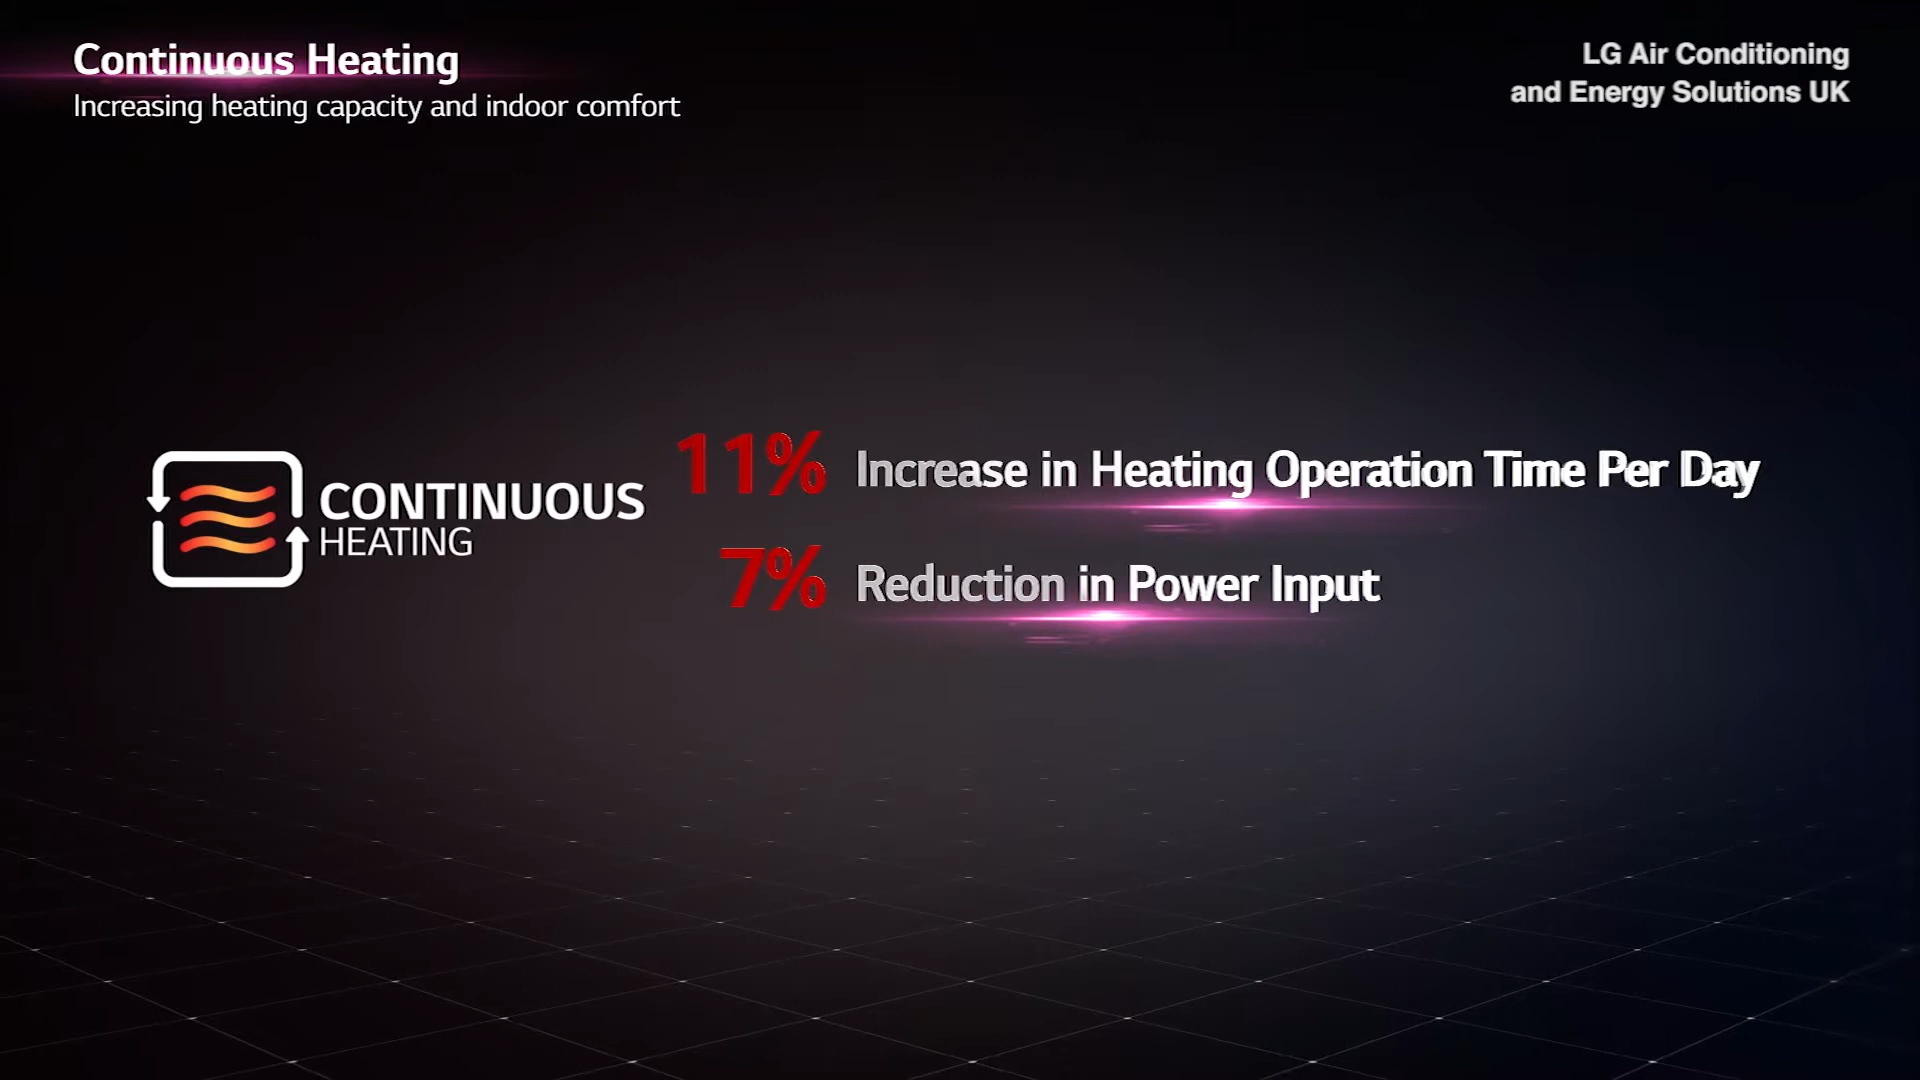 Continuous Heating
Increasing heating capacity and indoor comfort
LG Air Conditioning
and Energy Solutions UK
CONTINUOUS
HEATING
11% Increase in Heating Operation Time Per Day
7% Reduction in Power Input